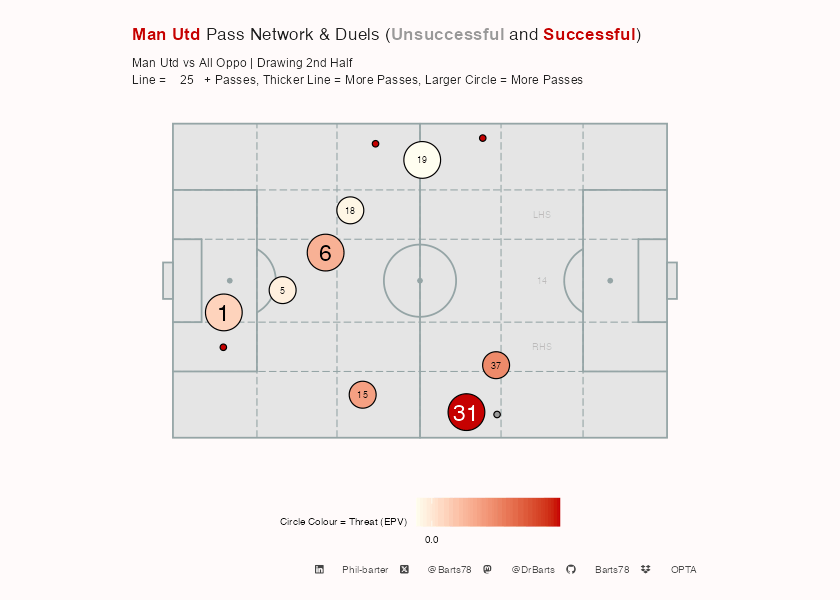 Man Utd Pass Network & Duels (Unsuccessful and Successful)
Man Utd vs All Oppo | Drawing 2nd Half
Line = 25 + Passes, Thicker Line = More Passes, Larger Circle = More Passes
19
18
LHS
6
14
5
1
RHS
37
15
31
Circle Colour = Threat (EPV)
0.0
Phil-barter @Barts78 @DrBarts Barts78 OPTA